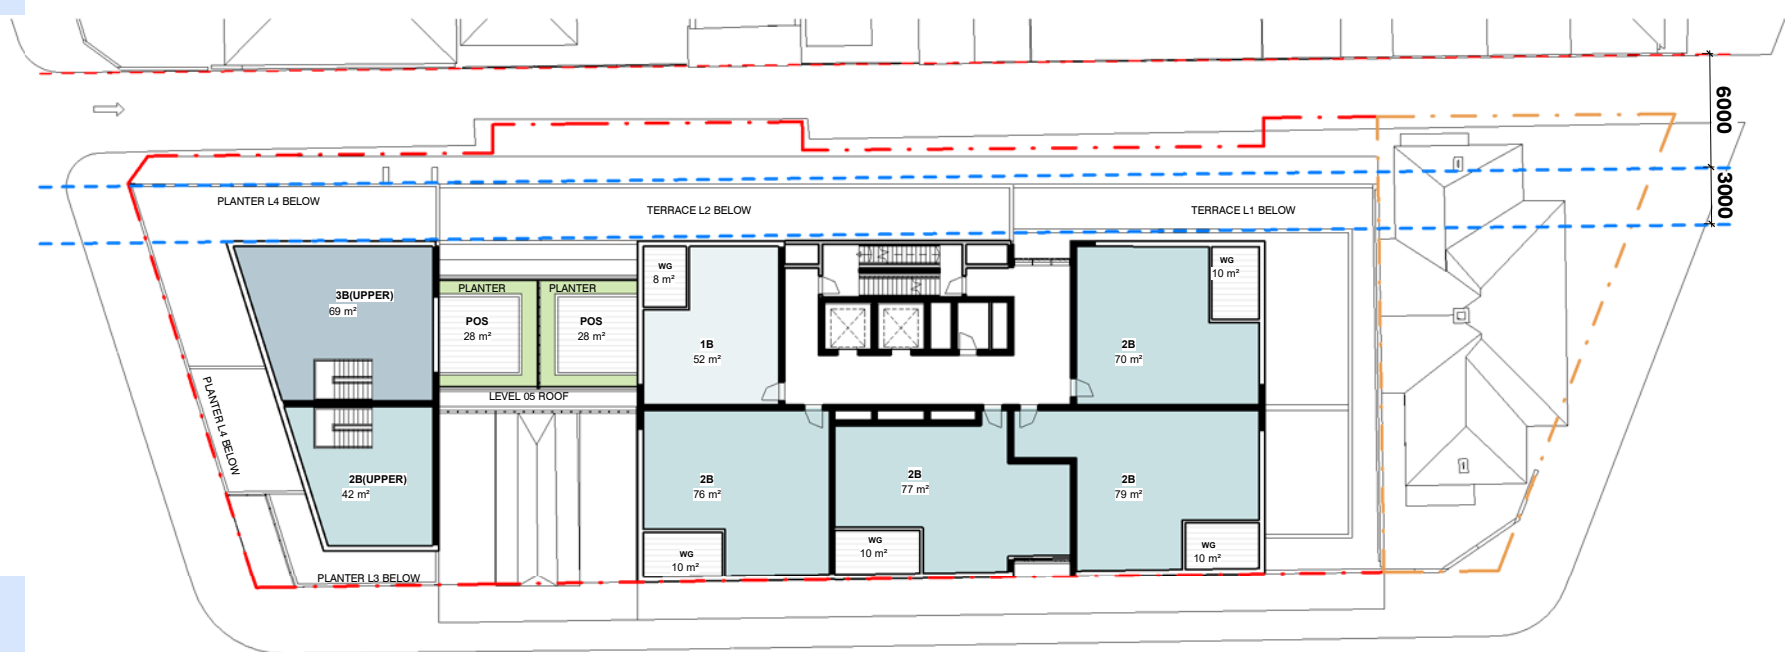 6000
3000
PLANTER L4 BELOW
TERRACE L2 BELOW
TERRACE L1 BELOW
3B(UPPER)
69 m²
PLANTER
PLANTER
POS
28 m²
POS
28 m²
LEVEL 05 ROOF
WG
8 m²
1B
52 m²
WG
10 m²
2B
70 m²
PLANTER L4 BELOW
2B(UPPER)
42 m²
PLANTER L3 BELOW
2B
76 m²
WG
10 m²
2B
77 m²
WG
10 m²
2B
79 m²
WG
10 m²